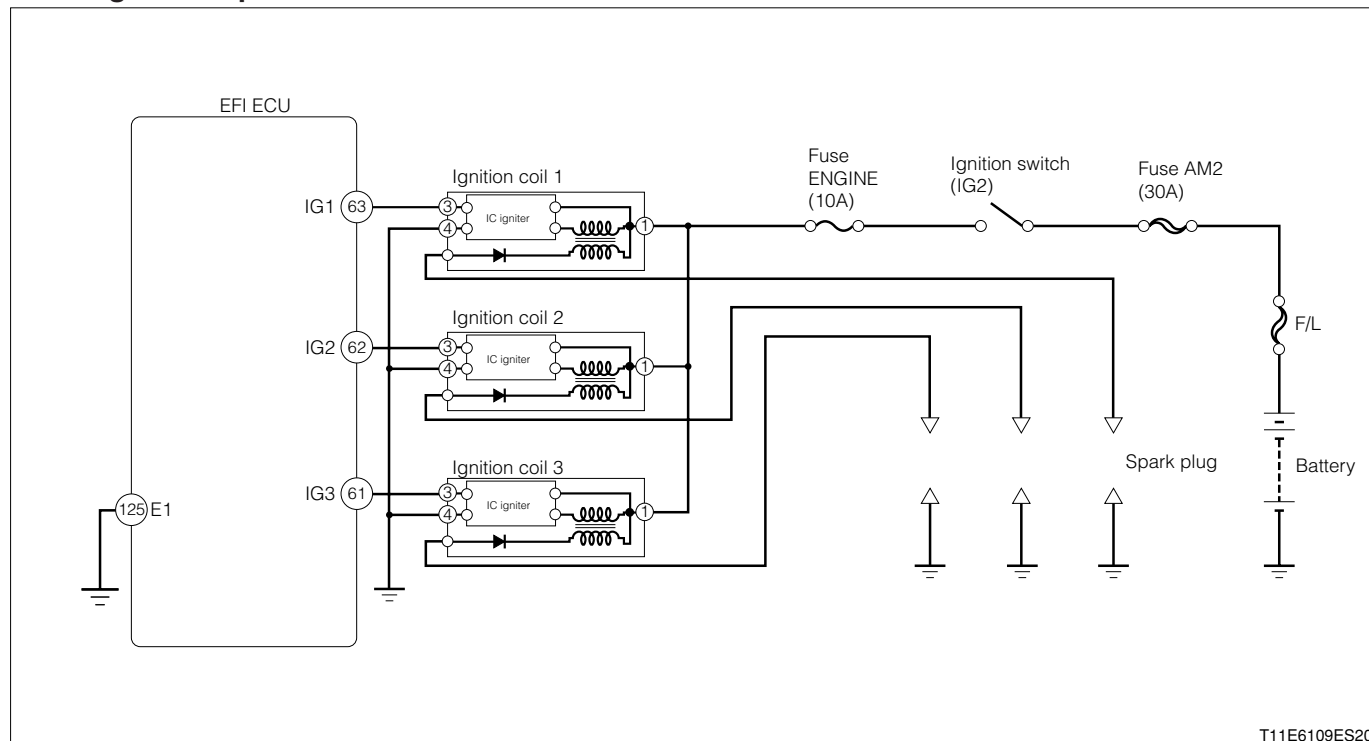 EFI ECU
Fuse
ENGINE
(10A)
Ignition switch
(IG2)
Fuse AM2
(30A)
Ignition coil 1
IG1 63
3
IC igniter
4
1
Ignition coil 2
F/L
IG2 62
3
IC igniter
4
1
Ignition coil 3
Spark plug
Battery
IG3 61
3
IC igniter
4
1
125 E1
T11E6109ES20